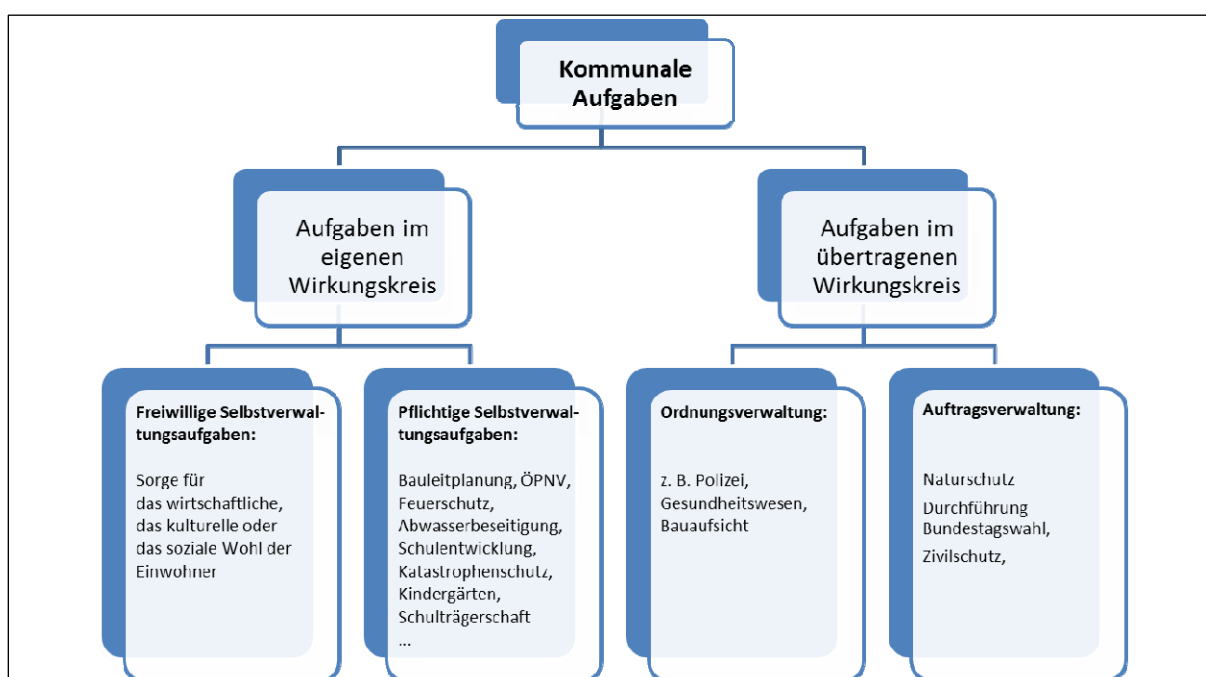 Kommunale
Aufgaben
Aufgaben im
eigenen
Wirkungskreis
Aufgaben im
übertragenen
Wirkungskreis
Freiwillige Selbstverwal-
tungsaufgaben:
Sorge für
das wirtschaftliche,
das kulturelle oder
das soziale Wohl der
Einwohner
Pflichtige Selbstverwal-
tungsaufgaben:
Bauleitplanung, ÖPNV,
Feuerschutz,
Abwasserbeseitigung,
Schulentwicklung,
Katastrophenschutz,
Kindergärten,
Schulträgerschaft
...
Ordnungsverwaltung:
z. B. Polizei,
Gesundheitswesen,
Bauaufsicht
Auftragsverwaltung:
Naturschutz
Durchführung
Bundestagswahl,
Zivilschutz,